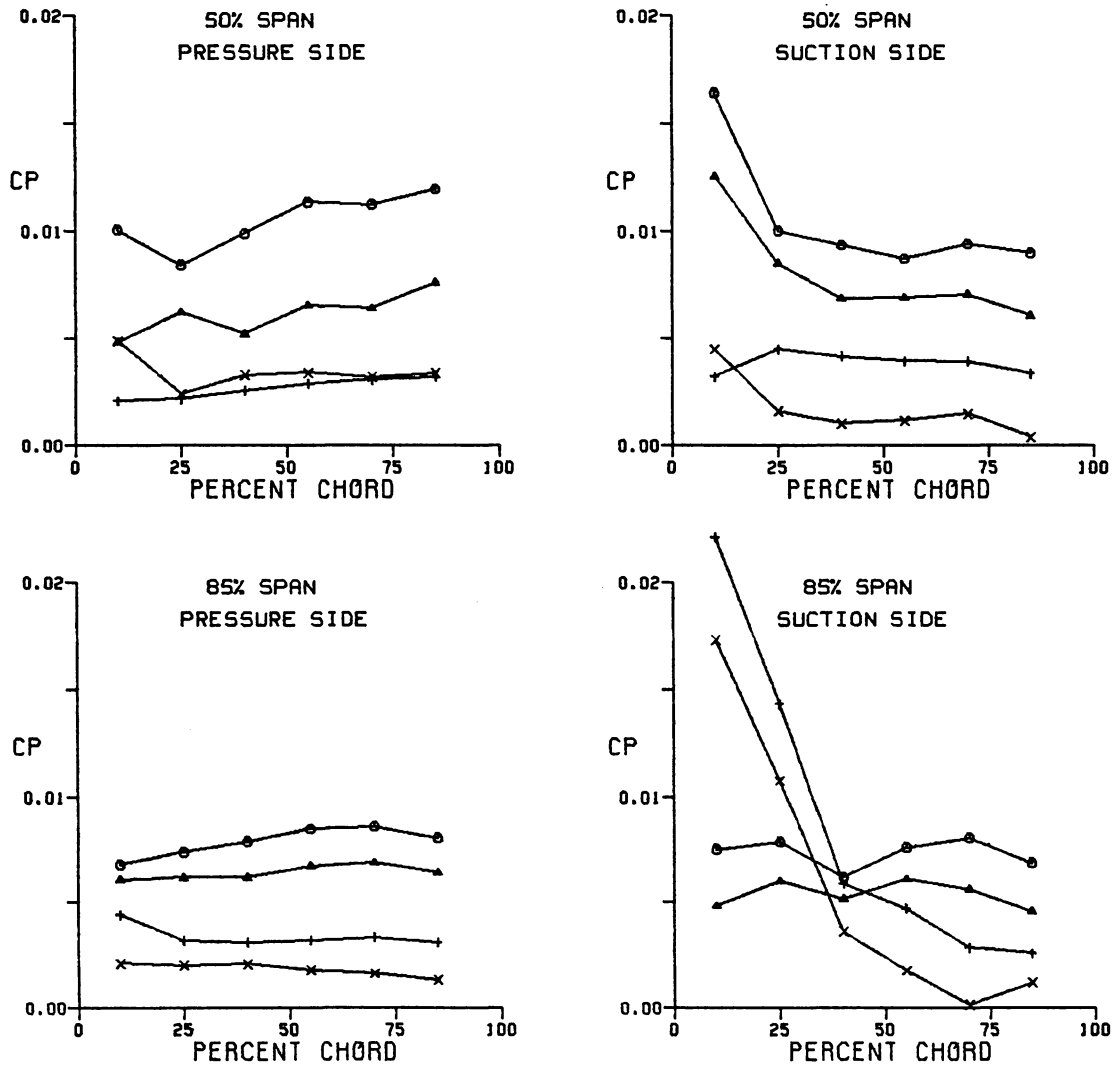 50% SPAN
PRESSURE SIDE
0.02
CP
0.01
0.00
0 25 50 75 100
PERCENT CHORD
50% SPAN
SUCTION SIDE
0.02
CP
0.01
0.00
0 25 50 75 100
PERCENT CHORD
85% SPAN
PRESSURE SIDE
0.02
CP
0.01
0.00
0 25 50 75 100
PERCENT CHORD
85% SPAN
SUCTION SIDE
0.02
CP
0.01
0.00
0 25 50 75 100
PERCENT CHORD